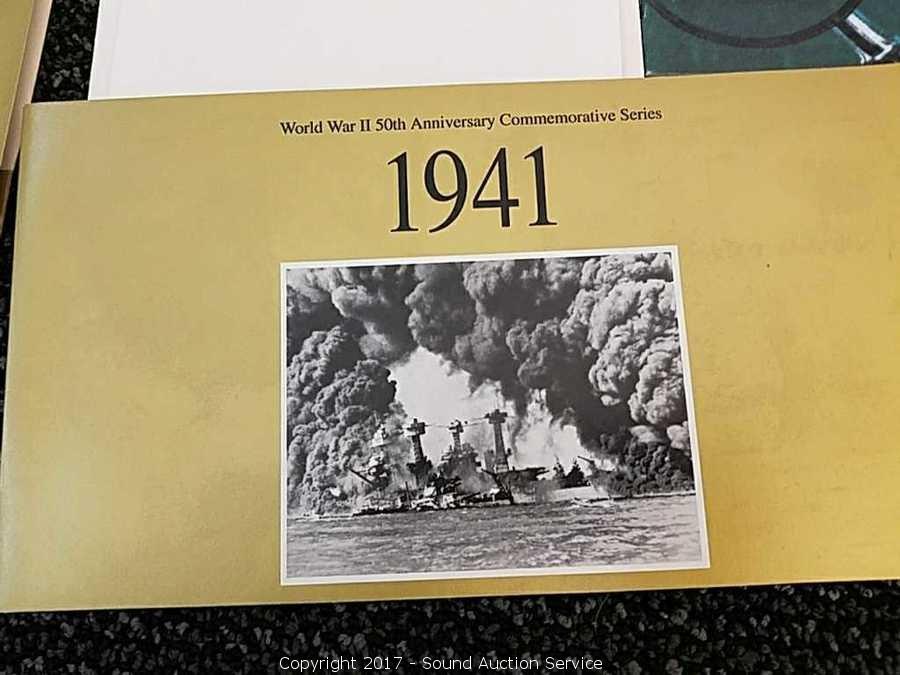 World War II 50th Anniversary Commemorative Series
1941
Copyright 2017 - Sound Auction Service